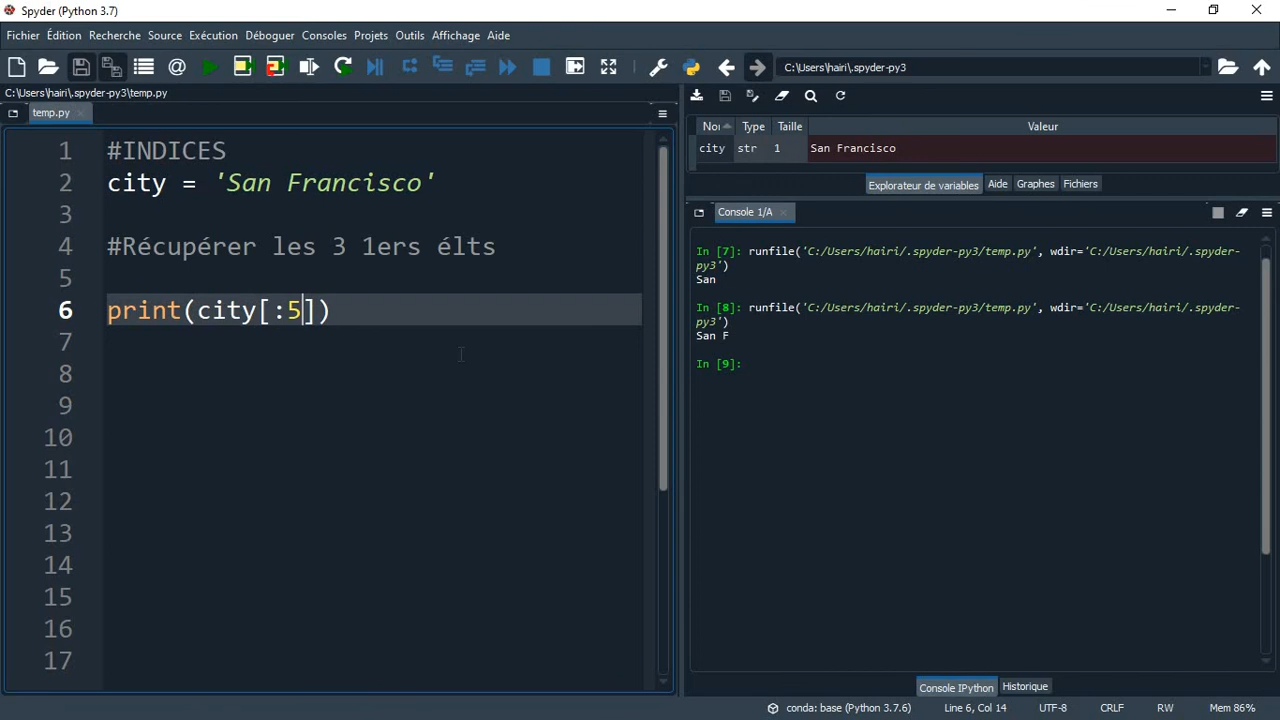 Spyder (Python 3.7)
Fichier Édition Recherche Source Exécution Déboguer Consoles Projets Outils Affichage Aide
C:\Users\hairi\.spyder-py3
C:\Users\hairi\.spyder-py3\temp.py
temp.py
1 #INDICES
2 city = 'San Francisco'
3
4 #Récupérer les 3 1ers élts
5
6 print(city[:5])
7
8
9
10
11
12
13
14
15
16
17
Type Taille Valeur
city str 1 San Francisco
Explorateur de variables Aide Graphes Fichiers
Console 1/A
In [7]: runfile('C:/Users/hairi/.spyder-py3/temp.py', wdir='C:/Users/hairi/.spyder-
py3')
San
In [8]: runfile('C:/Users/hairi/.spyder-py3/temp.py', wdir='C:/Users/hairi/.spyder-
py3')
San F
In [9]:
Console IPython Historique
conda: base (Python 3.7.6) Line 6, Col 14 UTF-8 CRLF RW Mem 86%